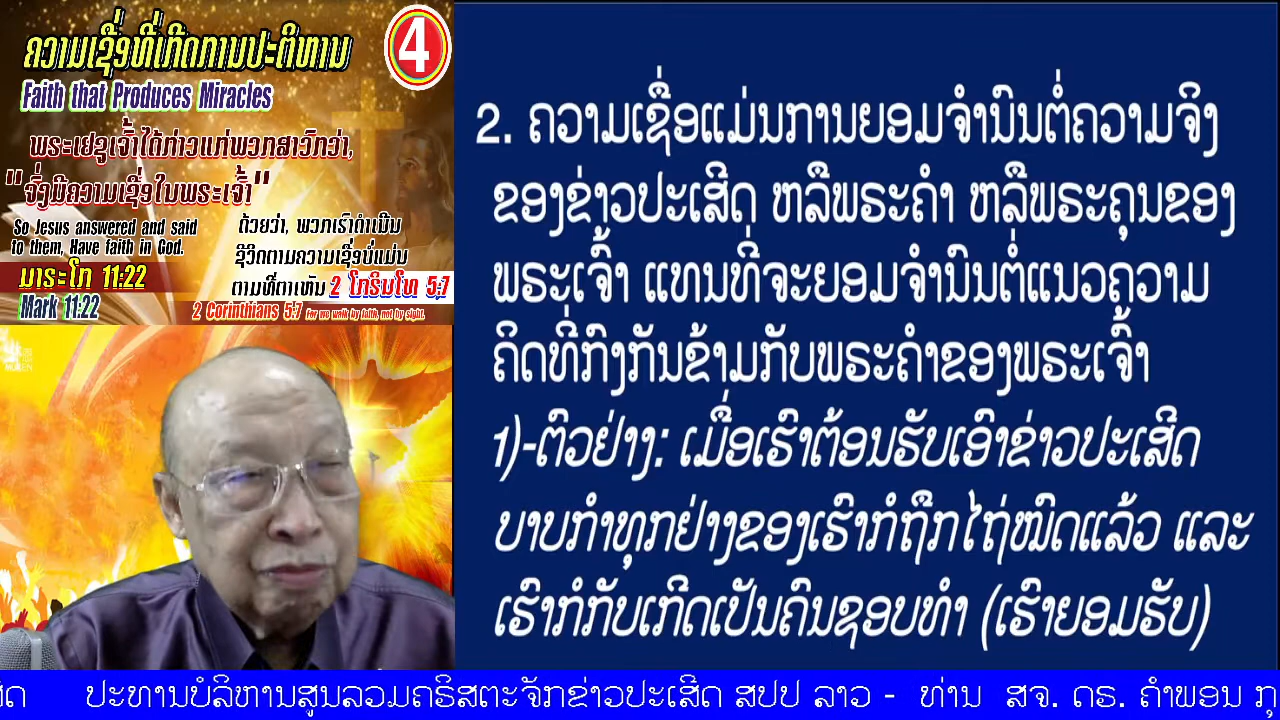 ຄວາມເຊື່ອທີ່ເກີດການປະຕິຫານ
4
Faith that Produces Miracles
ພຣະເຢຊູເຈົ້າໄດ້ກ່າວແກ່ພວກສາວົກວ່າ,
"ຈົ່ງມີຄວາມເຊື່ອໃນພຣະເຈົ້າ"
So Jesus answered and said
to them, Have faith in God.
ມາຣະໂກ 11:22
Mark 11:22
ດ້ວຍວ່າ, ພວກເຮົາດຳເນີນ
ຊີວິດຕາມຄວາມເຊື່ອບໍ່ແມ່ນ
ຕາມທີ່ຕາເຫັນ 2 ໂກຣິນໂທ 5:7
2 Corinthians 5:7 For we walk by faith, not by sight.
2. ຄວາມເຊື່ອແມ່ນການຍອມຈຳນົນຕໍ່ຄວາມຈິງ
ຂອງຂ່າວປະເສີດ ຫລືພຣະຄຳ ຫລືພຣະຄຸນຂອງ
ພຣະເຈົ້າ ແທນທີ່ຈະຍອມຈຳນົນຕໍ່ແນວຄວາມ
ຄິດທີ່ກົງກັນຂ້າມກັບພຣະຄຳຂອງພຣະເຈົ້າ
1)-ຕົວຢ່າງ: ເມື່ອເຮົາຕ້ອນຮັບເອົາຂ່າວປະເສີດ
ບາບກຳທຸກຢ່າງຂອງເຮົາກໍຖືກໄຖ່ໝົດແລ້ວ ແລະ
ເຮົາກໍກັບເກີດເປັນຄົນຊອບທຳ (ເຮົາຍອມຮັບ)
ປະທານບໍລິຫານສູນລວມຄຣິສຕະຈັກຂ່າວປະເສີດ ສປປ ລາວ - ທ່ານ ສຈ. ດຣ. ຄຳພອນ